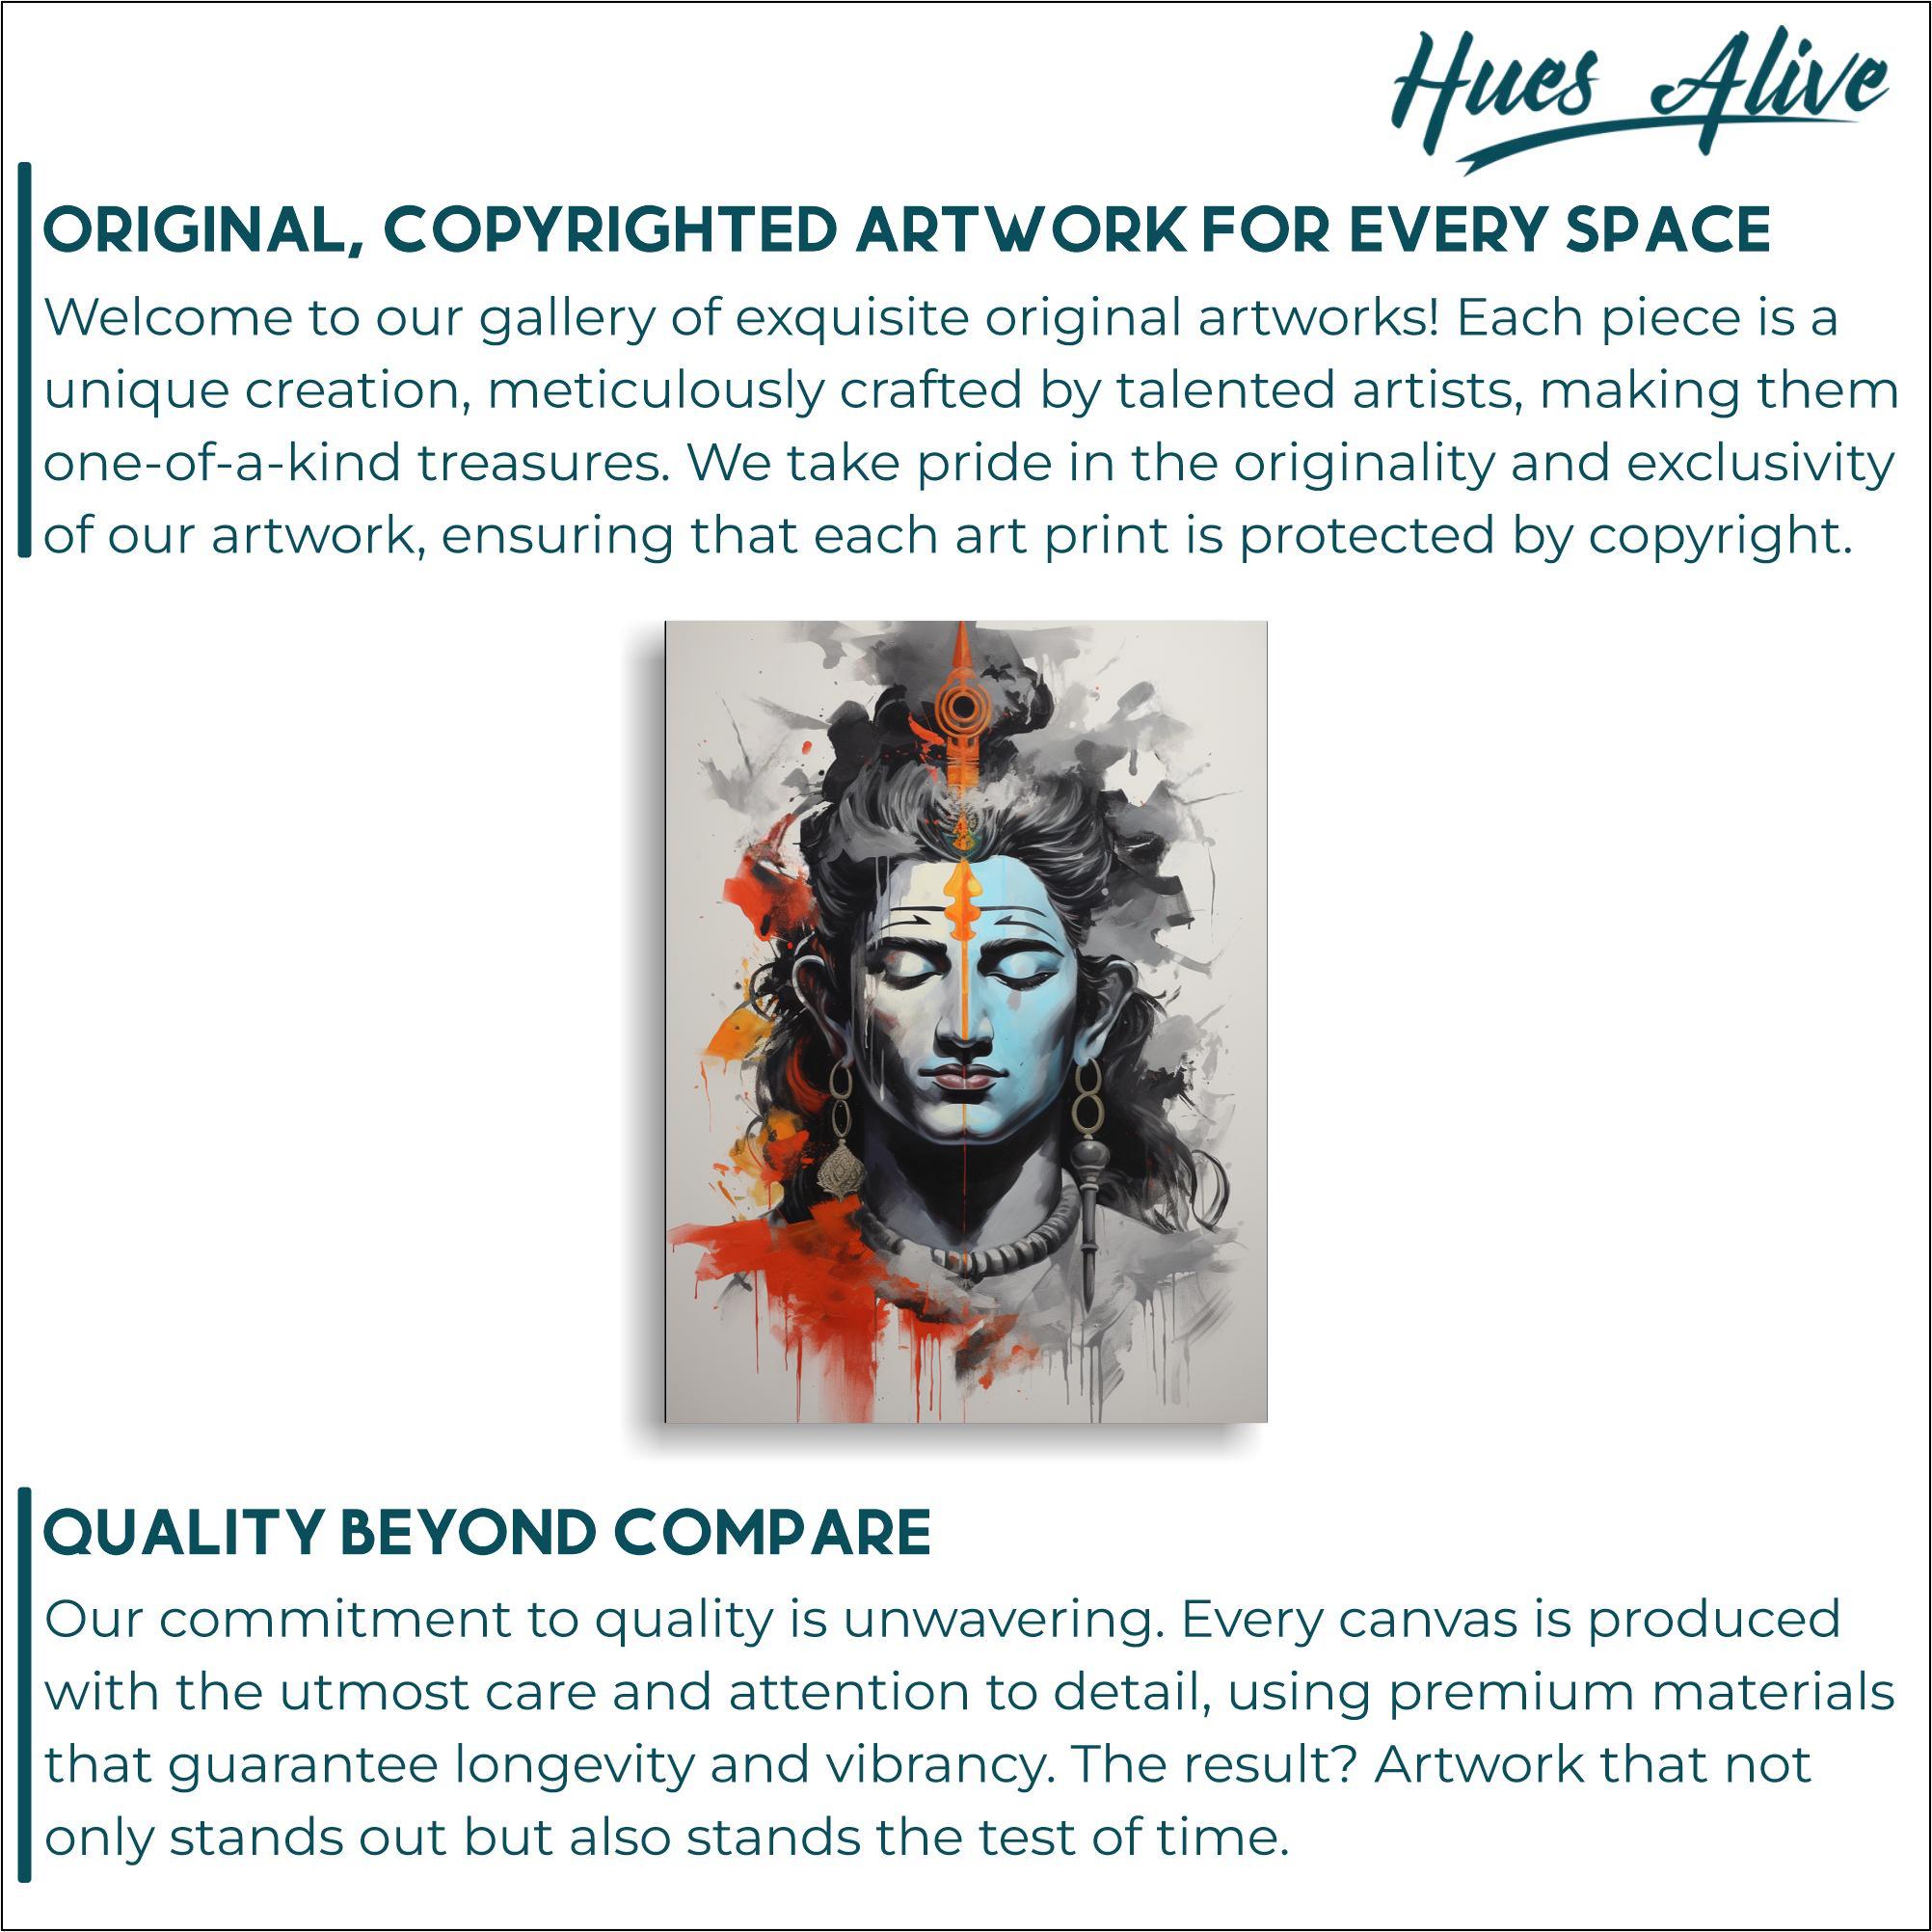 Hues Alive
ORIGINAL, COPYRIGHTED ARTWORK FOR EVERY SPACE
Welcome to our gallery of exquisite original artworks! Each piece is a
unique creation, meticulously crafted by talented artists, making them
one-of-a-kind treasures. We take pride in the originality and exclusivity
of our artwork, ensuring that each art print is protected by copyright.
QUALITY BEYOND COMPARE
Our commitment to quality is unwavering. Every canvas is produced
with the utmost care and attention to detail, using premium materials
that guarantee longevity and vibrancy. The result? Artwork that not
only stands out but also stands the test of time.